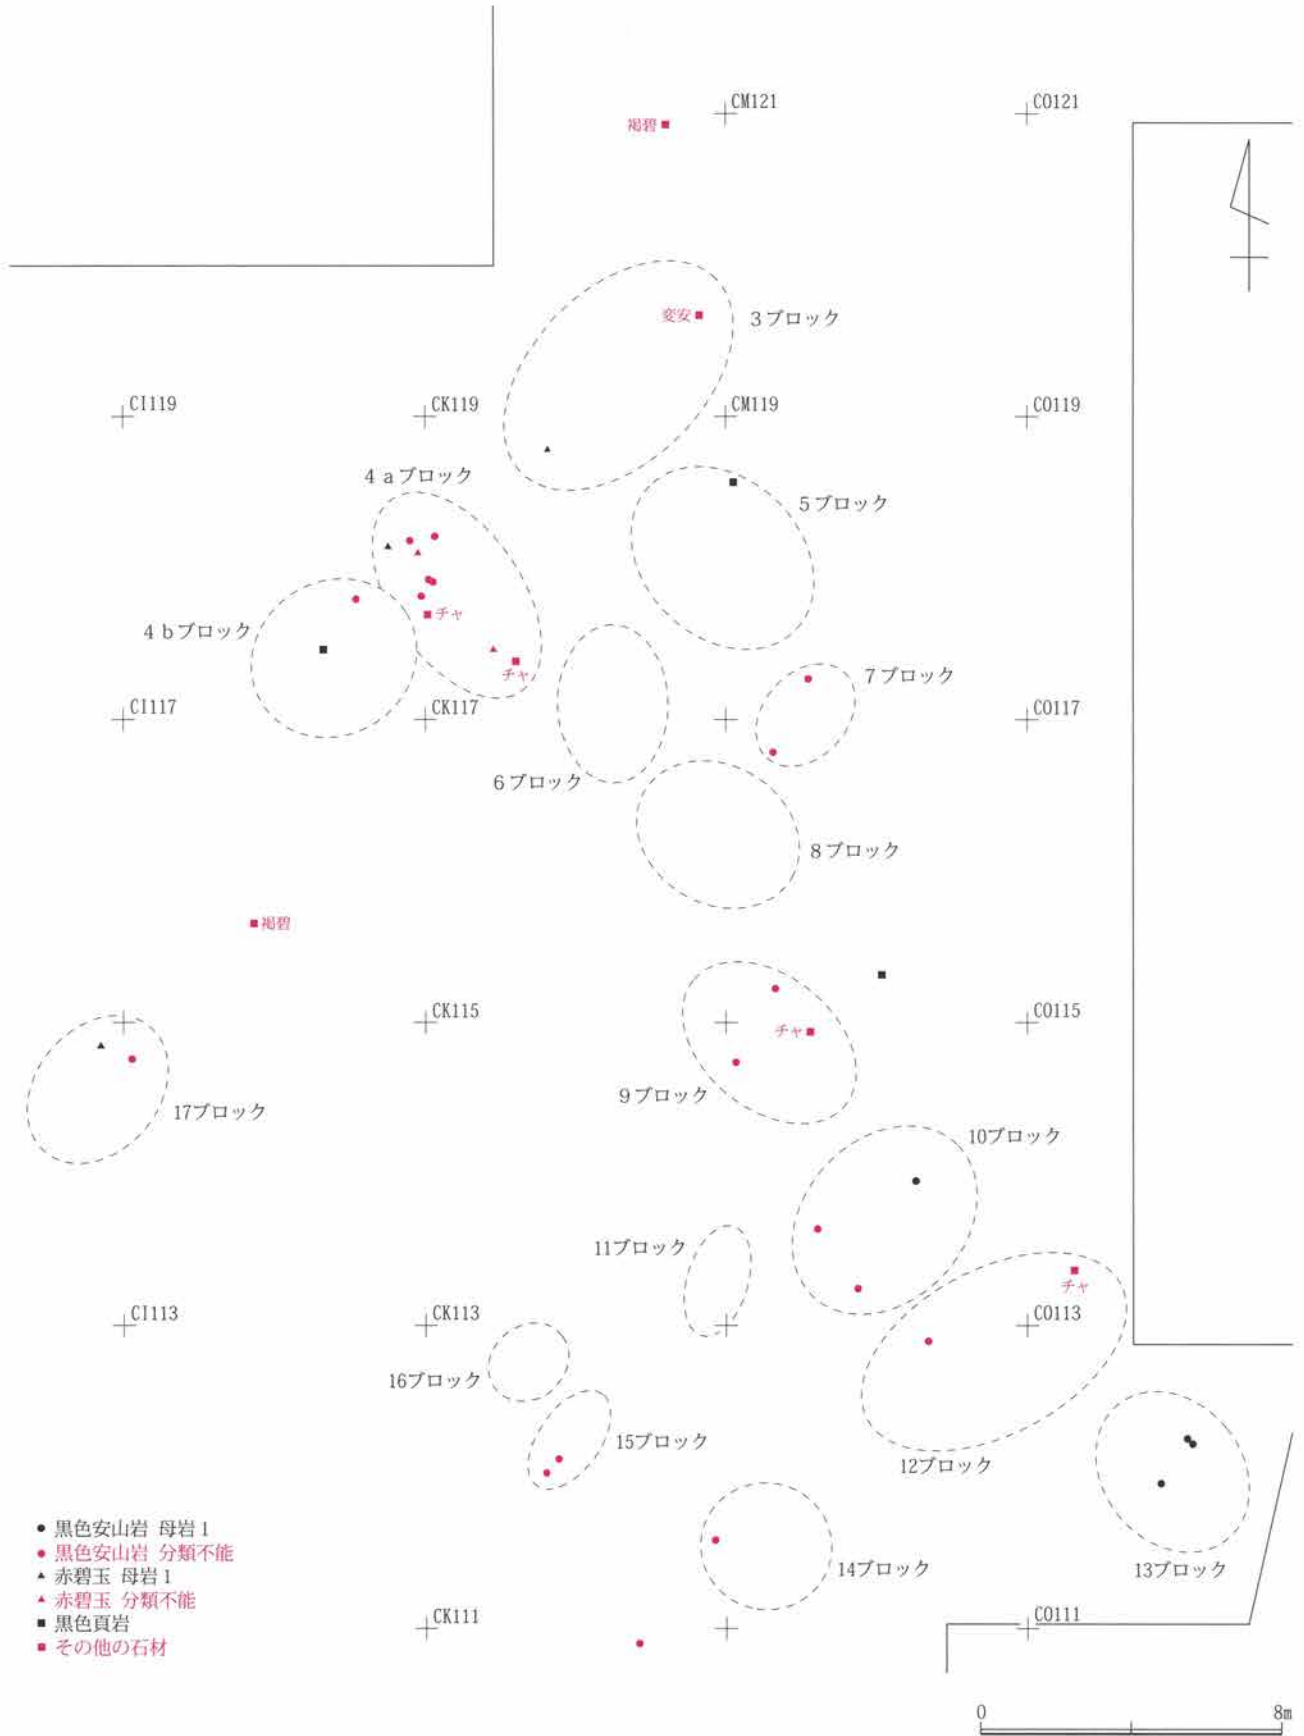 CM121
CO121
褐碧
変安
3ブロック
CI119
CK119
CM119
CO119
4aブロック
5ブロック
チャ
4bブロック
チャ
7ブロック
CI117
CK117
CO117
6ブロック
8ブロック
褐碧
CK115
CO115
チャ
9ブロック
17ブロック
10ブロック
11ブロック
チャ
CI113
CK113
CO113
16ブロック
15ブロック
12ブロック
黒色安山岩 母岩1
黒色安山岩 分類不能
赤碧玉 母岩1
赤碧玉 分類不能
黒色頁岩
その他の石材
14ブロック
13ブロック
CK111
CO111
0 8m